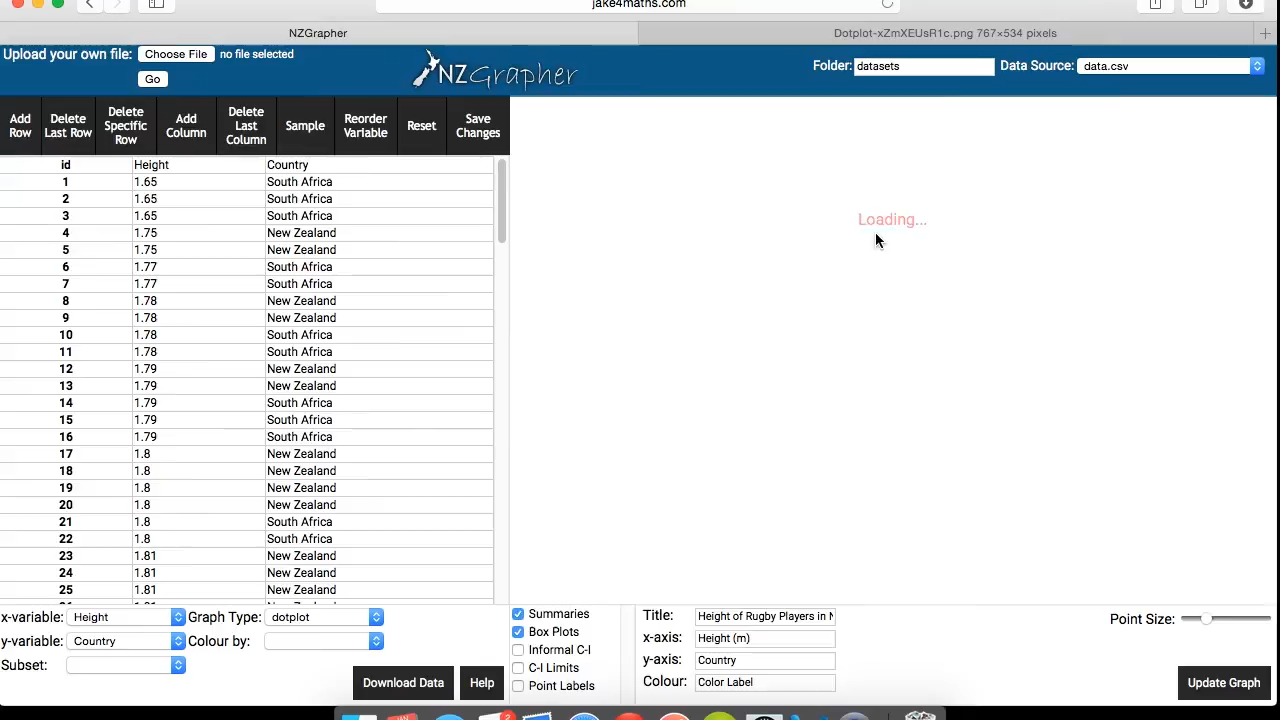 jake4maths.com
NZGrapher
Dotplot-xZmXEUsR1c.png 767×534 pixels
Upload your own file: Choose File no file selected
Go
NZGrapher
Folder: datasets Data Source: data.csv
Add Row
Delete Last Row
Delete Specific Row
Add Column
Delete Last Column
Sample
Reorder Variable
Reset
Save Changes
id Height Country
1 1.65 South Africa
2 1.65 South Africa
3 1.65 South Africa
4 1.75 New Zealand
5 1.75 New Zealand
6 1.77 South Africa
7 1.77 South Africa
8 1.78 New Zealand
9 1.78 New Zealand
10 1.78 South Africa
11 1.78 South Africa
12 1.79 New Zealand
13 1.79 New Zealand
14 1.79 South Africa
15 1.79 South Africa
16 1.79 South Africa
17 1.8 New Zealand
18 1.8 New Zealand
19 1.8 New Zealand
20 1.8 New Zealand
21 1.8 South Africa
22 1.8 South Africa
23 1.81 New Zealand
24 1.81 New Zealand
25 1.81 New Zealand
Loading...
x-variable: Height Graph Type: dotplot
y-variable: Country Colour by:
Subset:
Download Data
Help
Summaries
Box Plots
Informal C-I
C-I Limits
Point Labels
Title: Height of Rugby Players in
x-axis: Height (m)
y-axis: Country
Colour: Color Label
Point Size:
Update Graph